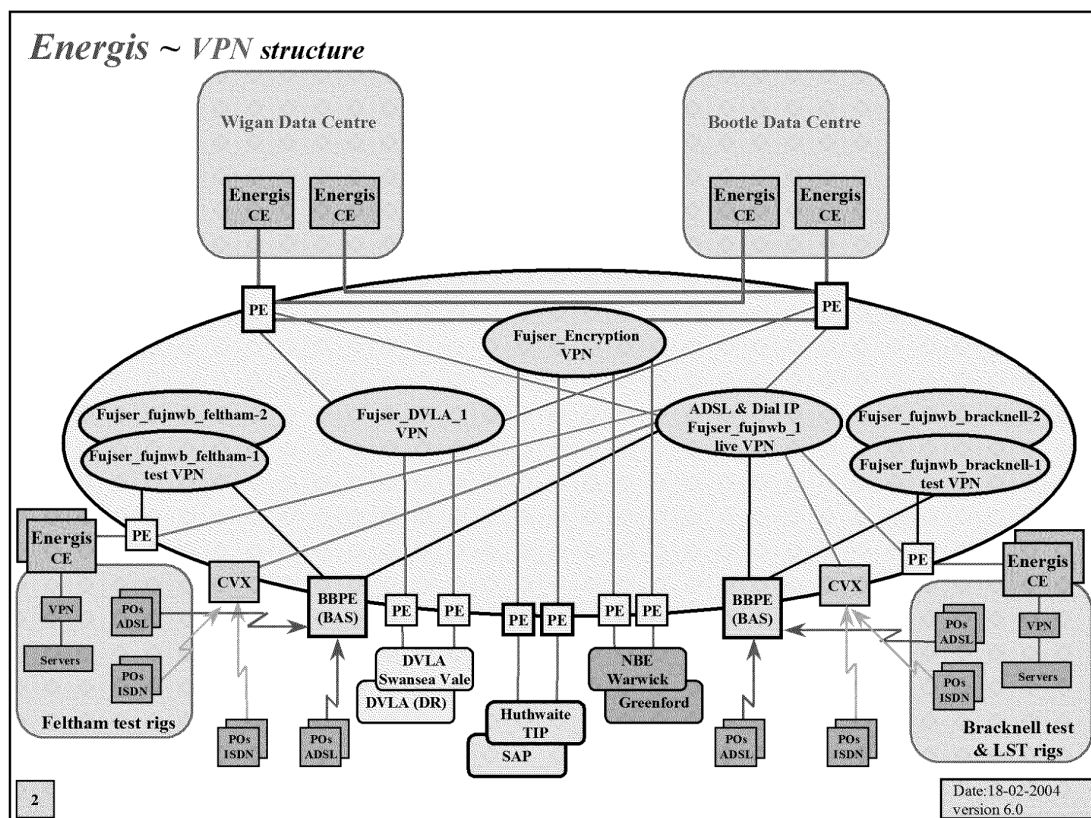 Energis ~ VPN structure
Wigan Data Centre
Bootle Data Centre
Energis
CE
Energis
CE
Energis
CE
Energis
CE
PE
PE
Fujser_Encryption
VPN
Fujser_fujnwb_feltham-2
Fujser_fujnwb_feltham-1
test VPN
Fujser_DVLA_1
VPN
ADSL & Dial IP
Fujser_fujnwb_1
live VPN
Fujser_fujnwb_bracknell-2
Fujser_fujnwb_bracknell-1
test VPN
Energis
CE
PE
CVX
BBPE
(BAS)
PE
PE
PE
PE
PE
PE
BBPE
(BAS)
CVX
PE
Energis
CE
VPN
Servers
POs
ADSL
POs
ISDN
Feltham test rigs
POs
ISDN
POs
ADSL
DVLA
Swansea Vale
DVLA (DR)
Huthwaite
TIP
SAP
NBE
Warwick
Greenford
POs
ADSL
POs
ISDN
POs
ADSL
POs
ISDN
VPN
Servers
Bracknell test
& LST rigs
2
Date:18-02-2004
version 6.0